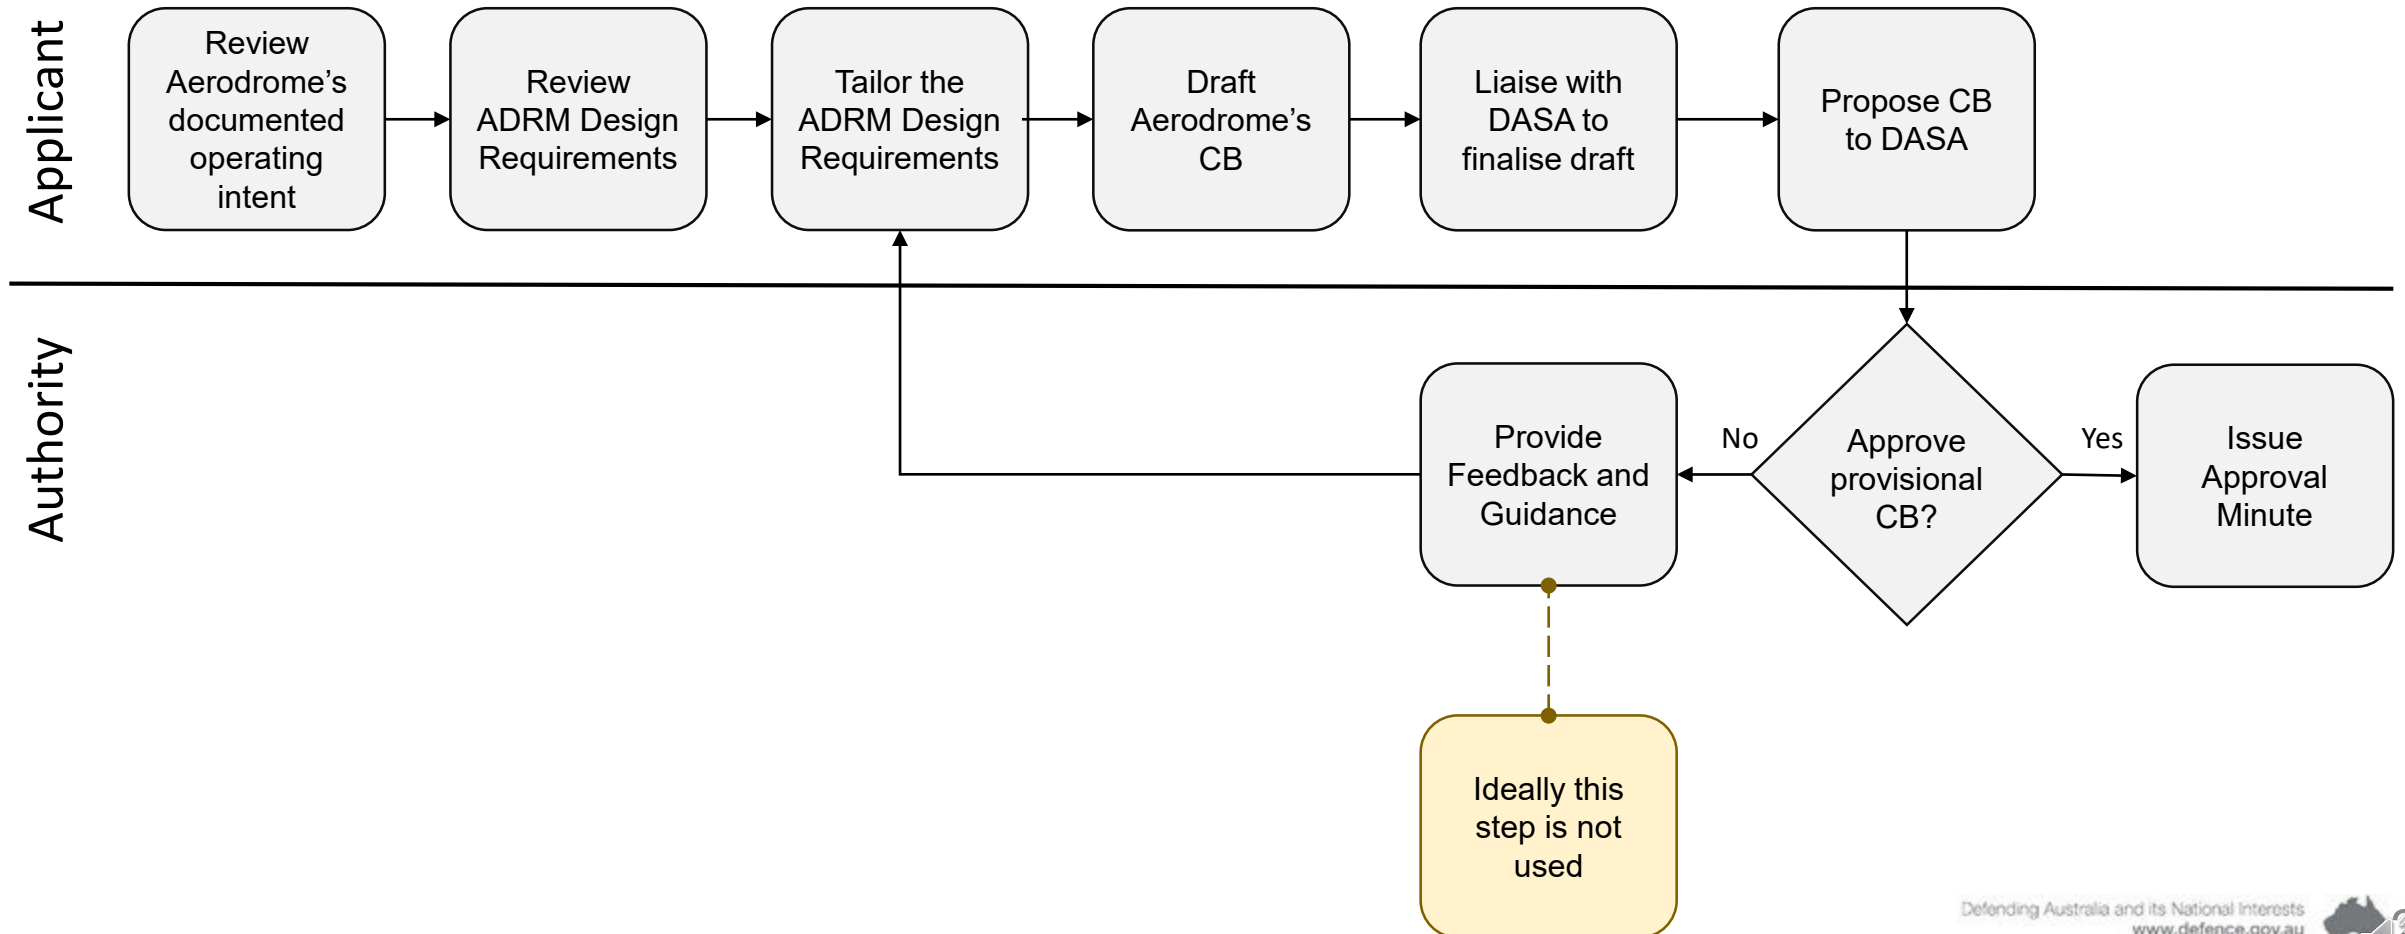 Applicant
Review
Aerodrome's
documented
operating
intent
Review
ADRM Design
Requirements
Tailor the
ADRM Design
Requirements
Draft
Aerodrome's
CB
Liaise with
DASA to
finalise draft
Propose CB
to DASA
Authority
Provide
Feedback and
Guidance
No
Approve
provisional
CB?
Yes
Issue
Approval
Minute
Ideally this
step is not
used
Defending Australia and its National Interests
www.defence.gov.au